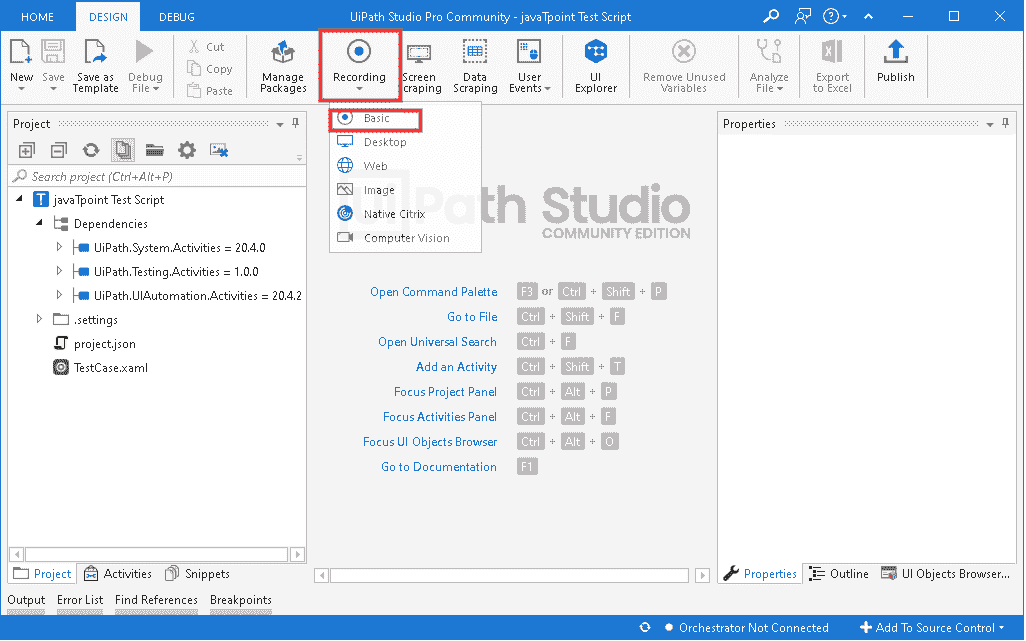 HOME DESIGN DEBUG UiPath Studio Pro Community - javaTpoint Test Script
New Save Save as Template Debug File Cut Copy Paste Manage Packages Recording Screen craping Data Scraping User Events UI Explorer Remove Unused Variables Analyze File Export to Excel Publish
Project
Search project (Ctrl+Alt+P)
javaTpoint Test Script
Dependencies
UiPath.System.Activities = 20.4.0
UiPath.Testing.Activities = 1.0.0
UiPath.UIAutomation.Activities = 20.4.2
.settings
project.json
TestCase.xaml
Basic
Desktop
Web
Image
Native Citrix
Computer Vision
Path Studio
COMMUNITY EDITION
Open Command Palette F3 or Ctrl + Shift + P
Go to File Ctrl + Shift + F
Open Universal Search Ctrl + F
Add an Activity Ctrl + Shift + T
Focus Project Panel Ctrl + Alt + P
Focus Activities Panel Ctrl + Alt + F
Focus UI Objects Browser Ctrl + Alt + O
Go to Documentation F1
Properties
Project Activities Snippets
Properties Outline UI Objects Browser...
Output Error List Find References Breakpoints
Orchestrator Not Connected Add To Source Control